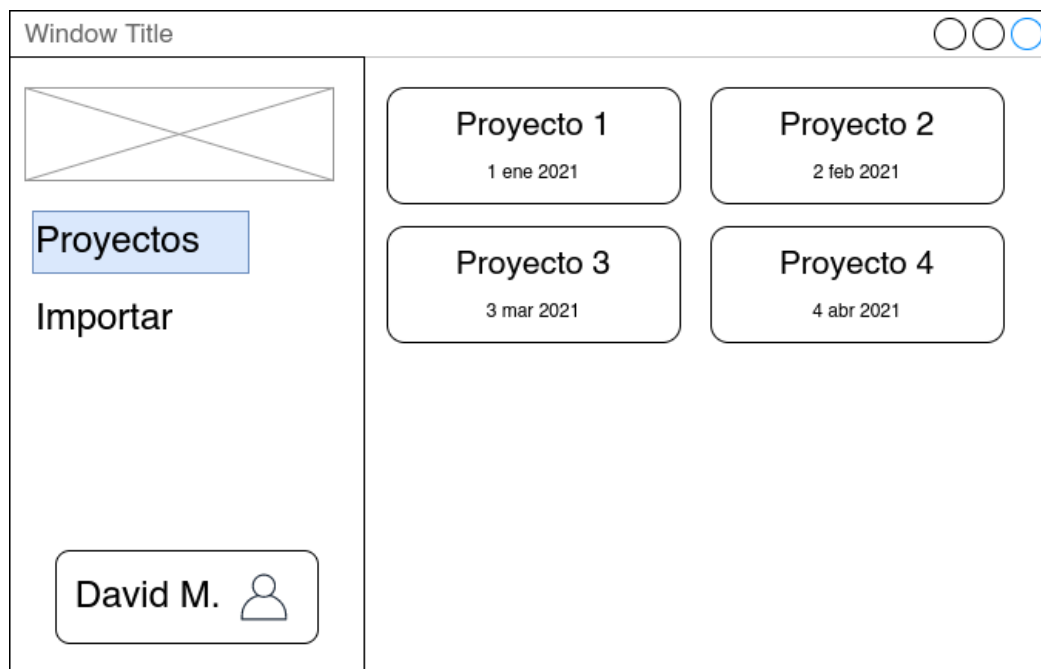 Window Title
Proyectos
Importar
David M.
Proyecto 1
1 ene 2021
Proyecto 2
2 feb 2021
Proyecto 3
3 mar 2021
Proyecto 4
4 abr 2021